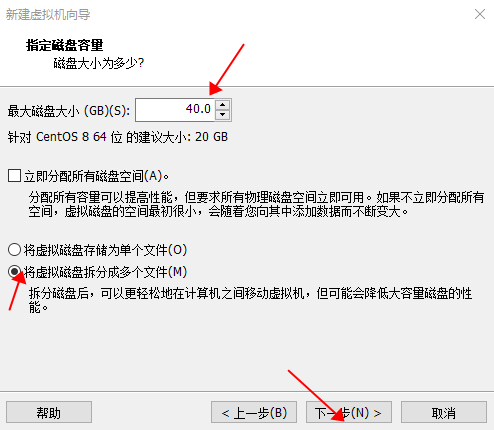 新建虚拟机向导
指定磁盘容量
磁盘大小为多少?
最大磁盘大小 (GB)(S):
40.0
针对 CentOS 8 64 位 的建议大小: 20 GB
立即分配所有磁盘空间(A)。
分配所有容量可以提高性能，但要求所有物理磁盘空间立即可用。如果不立即分配所有
空间，虚拟磁盘的空间最初很小，会随着您向其中添加数据而不断变大。
将虚拟磁盘存储为单个文件(O)
将虚拟磁盘拆分成多个文件(M)
拆分磁盘后，可以更轻松地在计算机之间移动虚拟机，但可能会降低大容量磁盘的性
能。
帮助
< 上一步(B)
下一步(N) >
取消